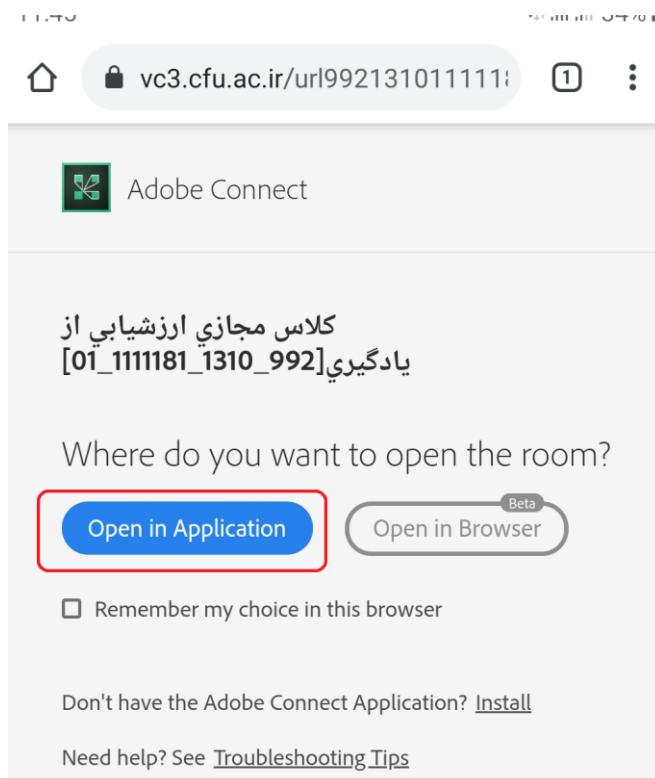 1
vc3.cfu.ac.ir/url992131011111
Adobe Connect
كلاس مجازي ارزشيابي از
يادگيري[992_1310_1111181_01]
Where do you want to open the room?
Beta
Open in Application
Open in Browser
Remember my choice in this browser
Don't have the Adobe Connect Application? Install
Need help? See Troubleshooting Tips